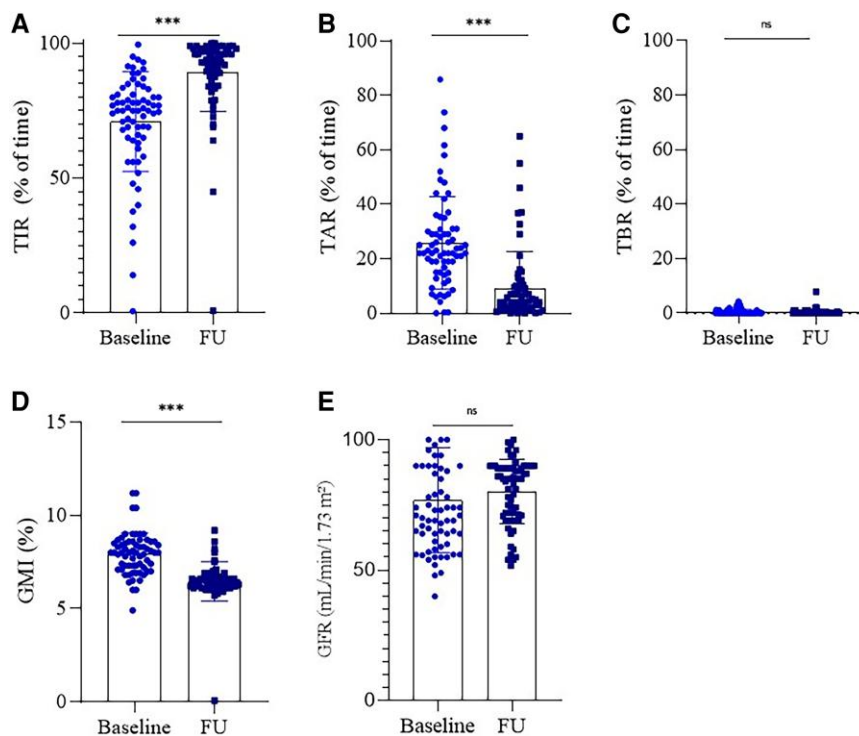 A
***
TIR (% of time)
100
50
0
Baseline FU
B
***
TAR (% of time)
100
80
60
40
20
0
Baseline FU
C
ns
TBR (% of time)
100
80
60
40
20
0
Baseline FU
D
***
GMI (%)
15
10
5
0
Baseline FU
E
ns
GFR (mL/min/1.73 m²)
100
50
0
Baseline FU